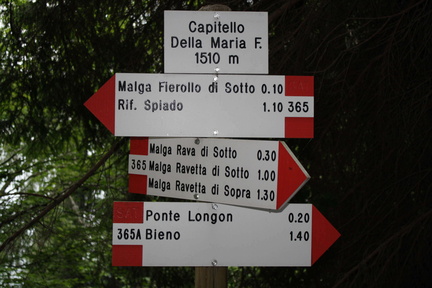 Capitello
Della Maria F.
1510 m
Malga Fierollo di Sotto 0.10
Rif. Spiado 1.10 365
Malga Rava di Sotto 0.30
365 Malga Ravetta di Sotto 1.00
Malga Ravetta di Sopra 1.30
SAT Ponte Longon 0.20
365A Bieno 1.40